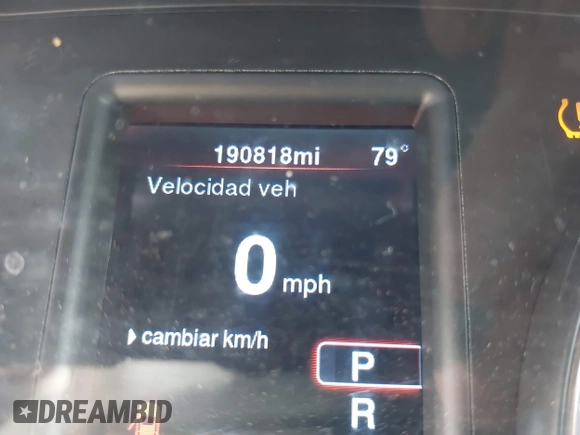 190818mi 79°
Velocidad veh
0 mph
cambiar km/h
P
R
DREAMBID